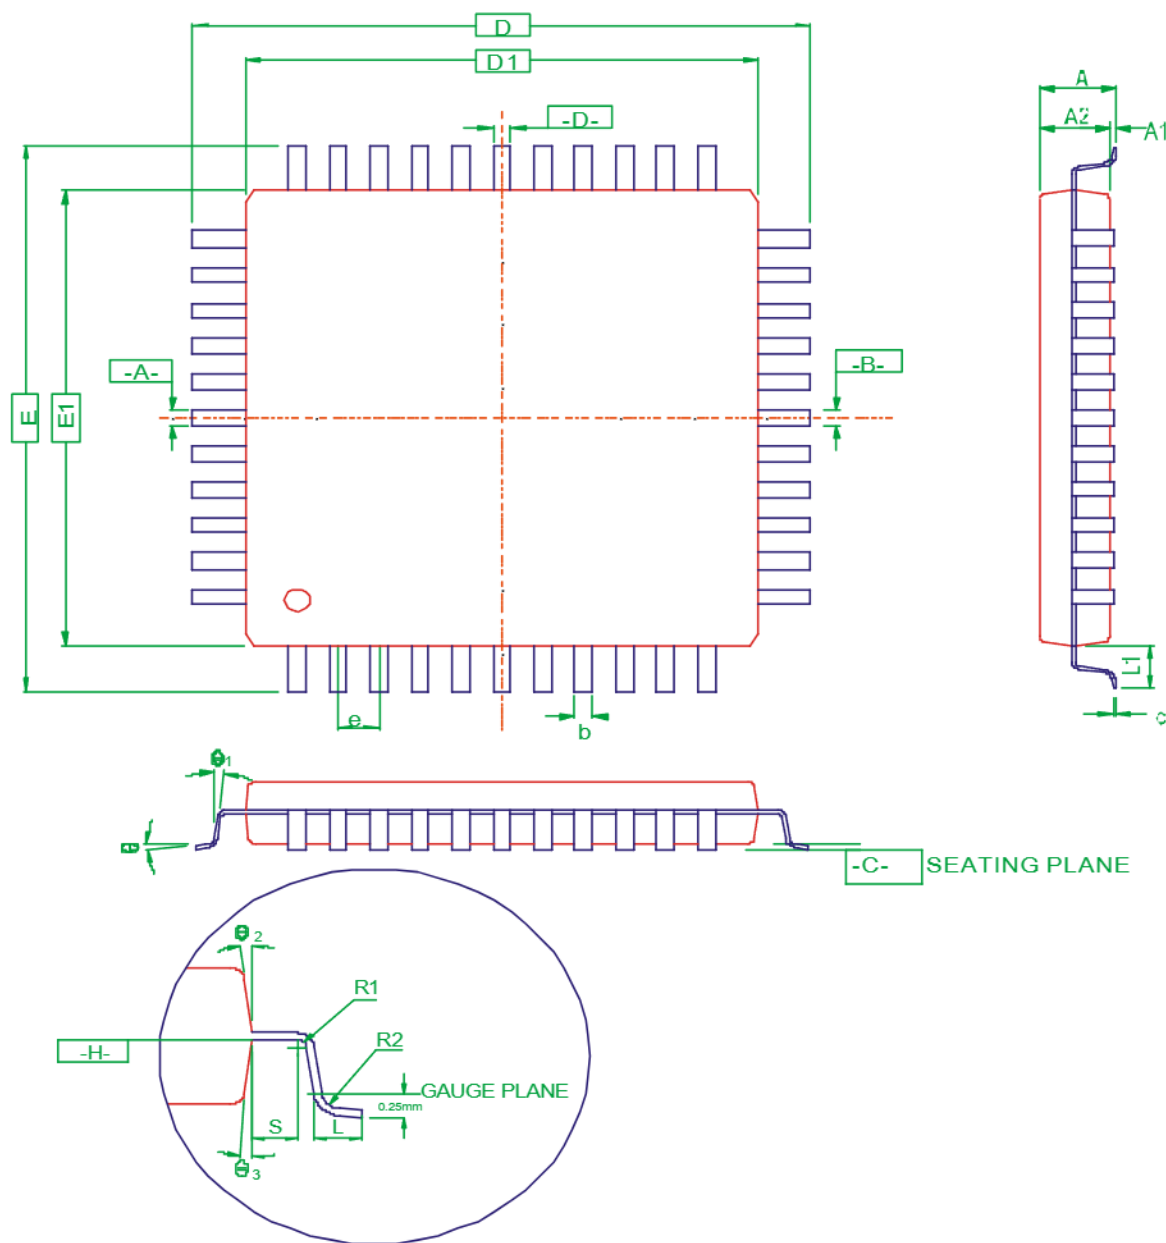 D
D1
-D-
A
A2
A1
-A-
-B-
E
E1
e
b
L1
c
θ1
θ
-C- SEATING PLANE
θ2
R1
R2
-H-
GAUGE PLANE
0.25mm
S
L
θ3